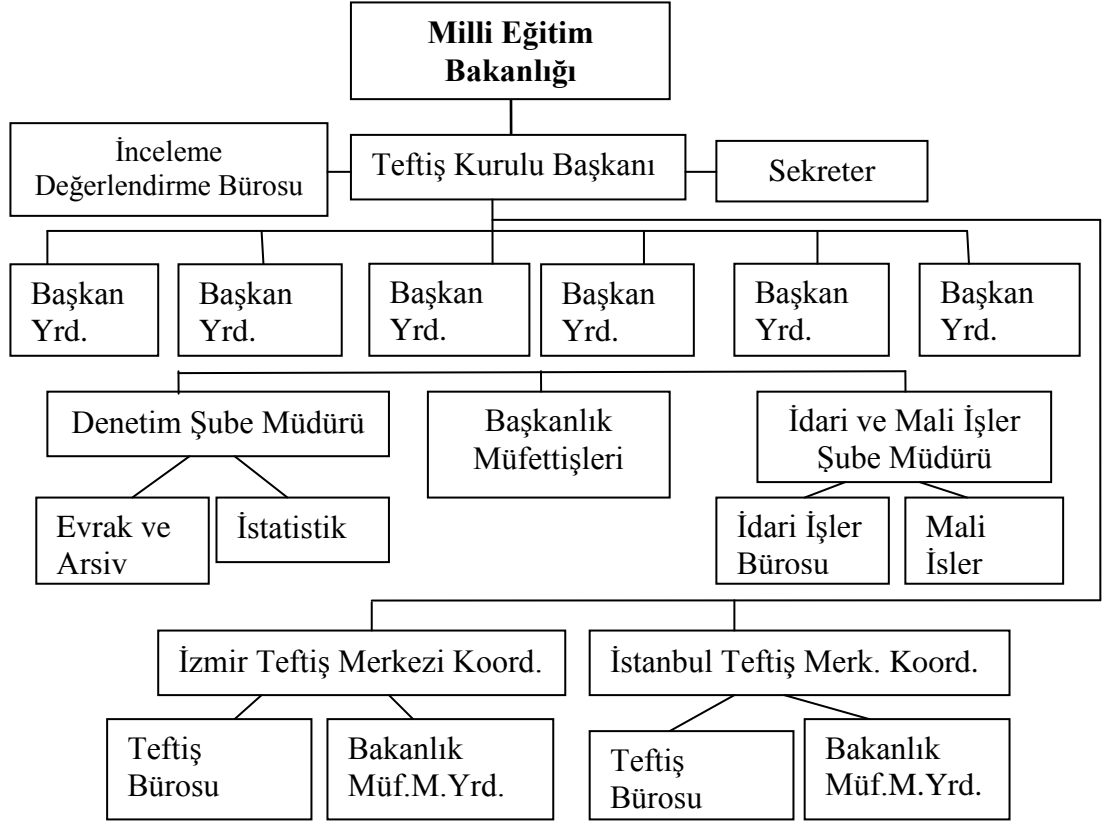 Milli Eğitim
Bakanlığı
İnceleme
Değerlendirme Bürosu
Teftiş Kurulu Başkanı
Sekreter
Başkan
Yrd.
Başkan
Yrd.
Başkan
Yrd.
Başkan
Yrd.
Başkan
Yrd.
Başkan
Yrd.
Denetim Şube Müdürü
Başkanlık
Müfettişleri
İdari ve Mali İşler
Şube Müdürü
Evrak ve
Arsiv
İstatistik
İdari İşler
Bürosu
Mali
İsler
İzmir Teftiş Merkezi Koord.
İstanbul Teftiş Merk. Koord.
Teftiş
Bürosu
Bakanlık
Müf.M.Yrd.
Teftiş
Bürosu
Bakanlık
Müf.M.Yrd.